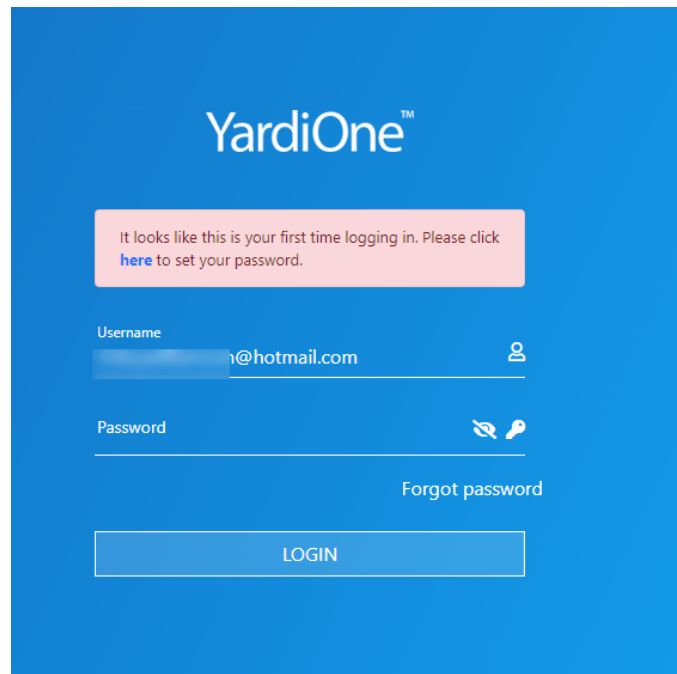 YardiOne™
It looks like this is your first time logging in. Please click
here to set your password.
Username
@hotmail.com
Password
Forgot password
LOGIN